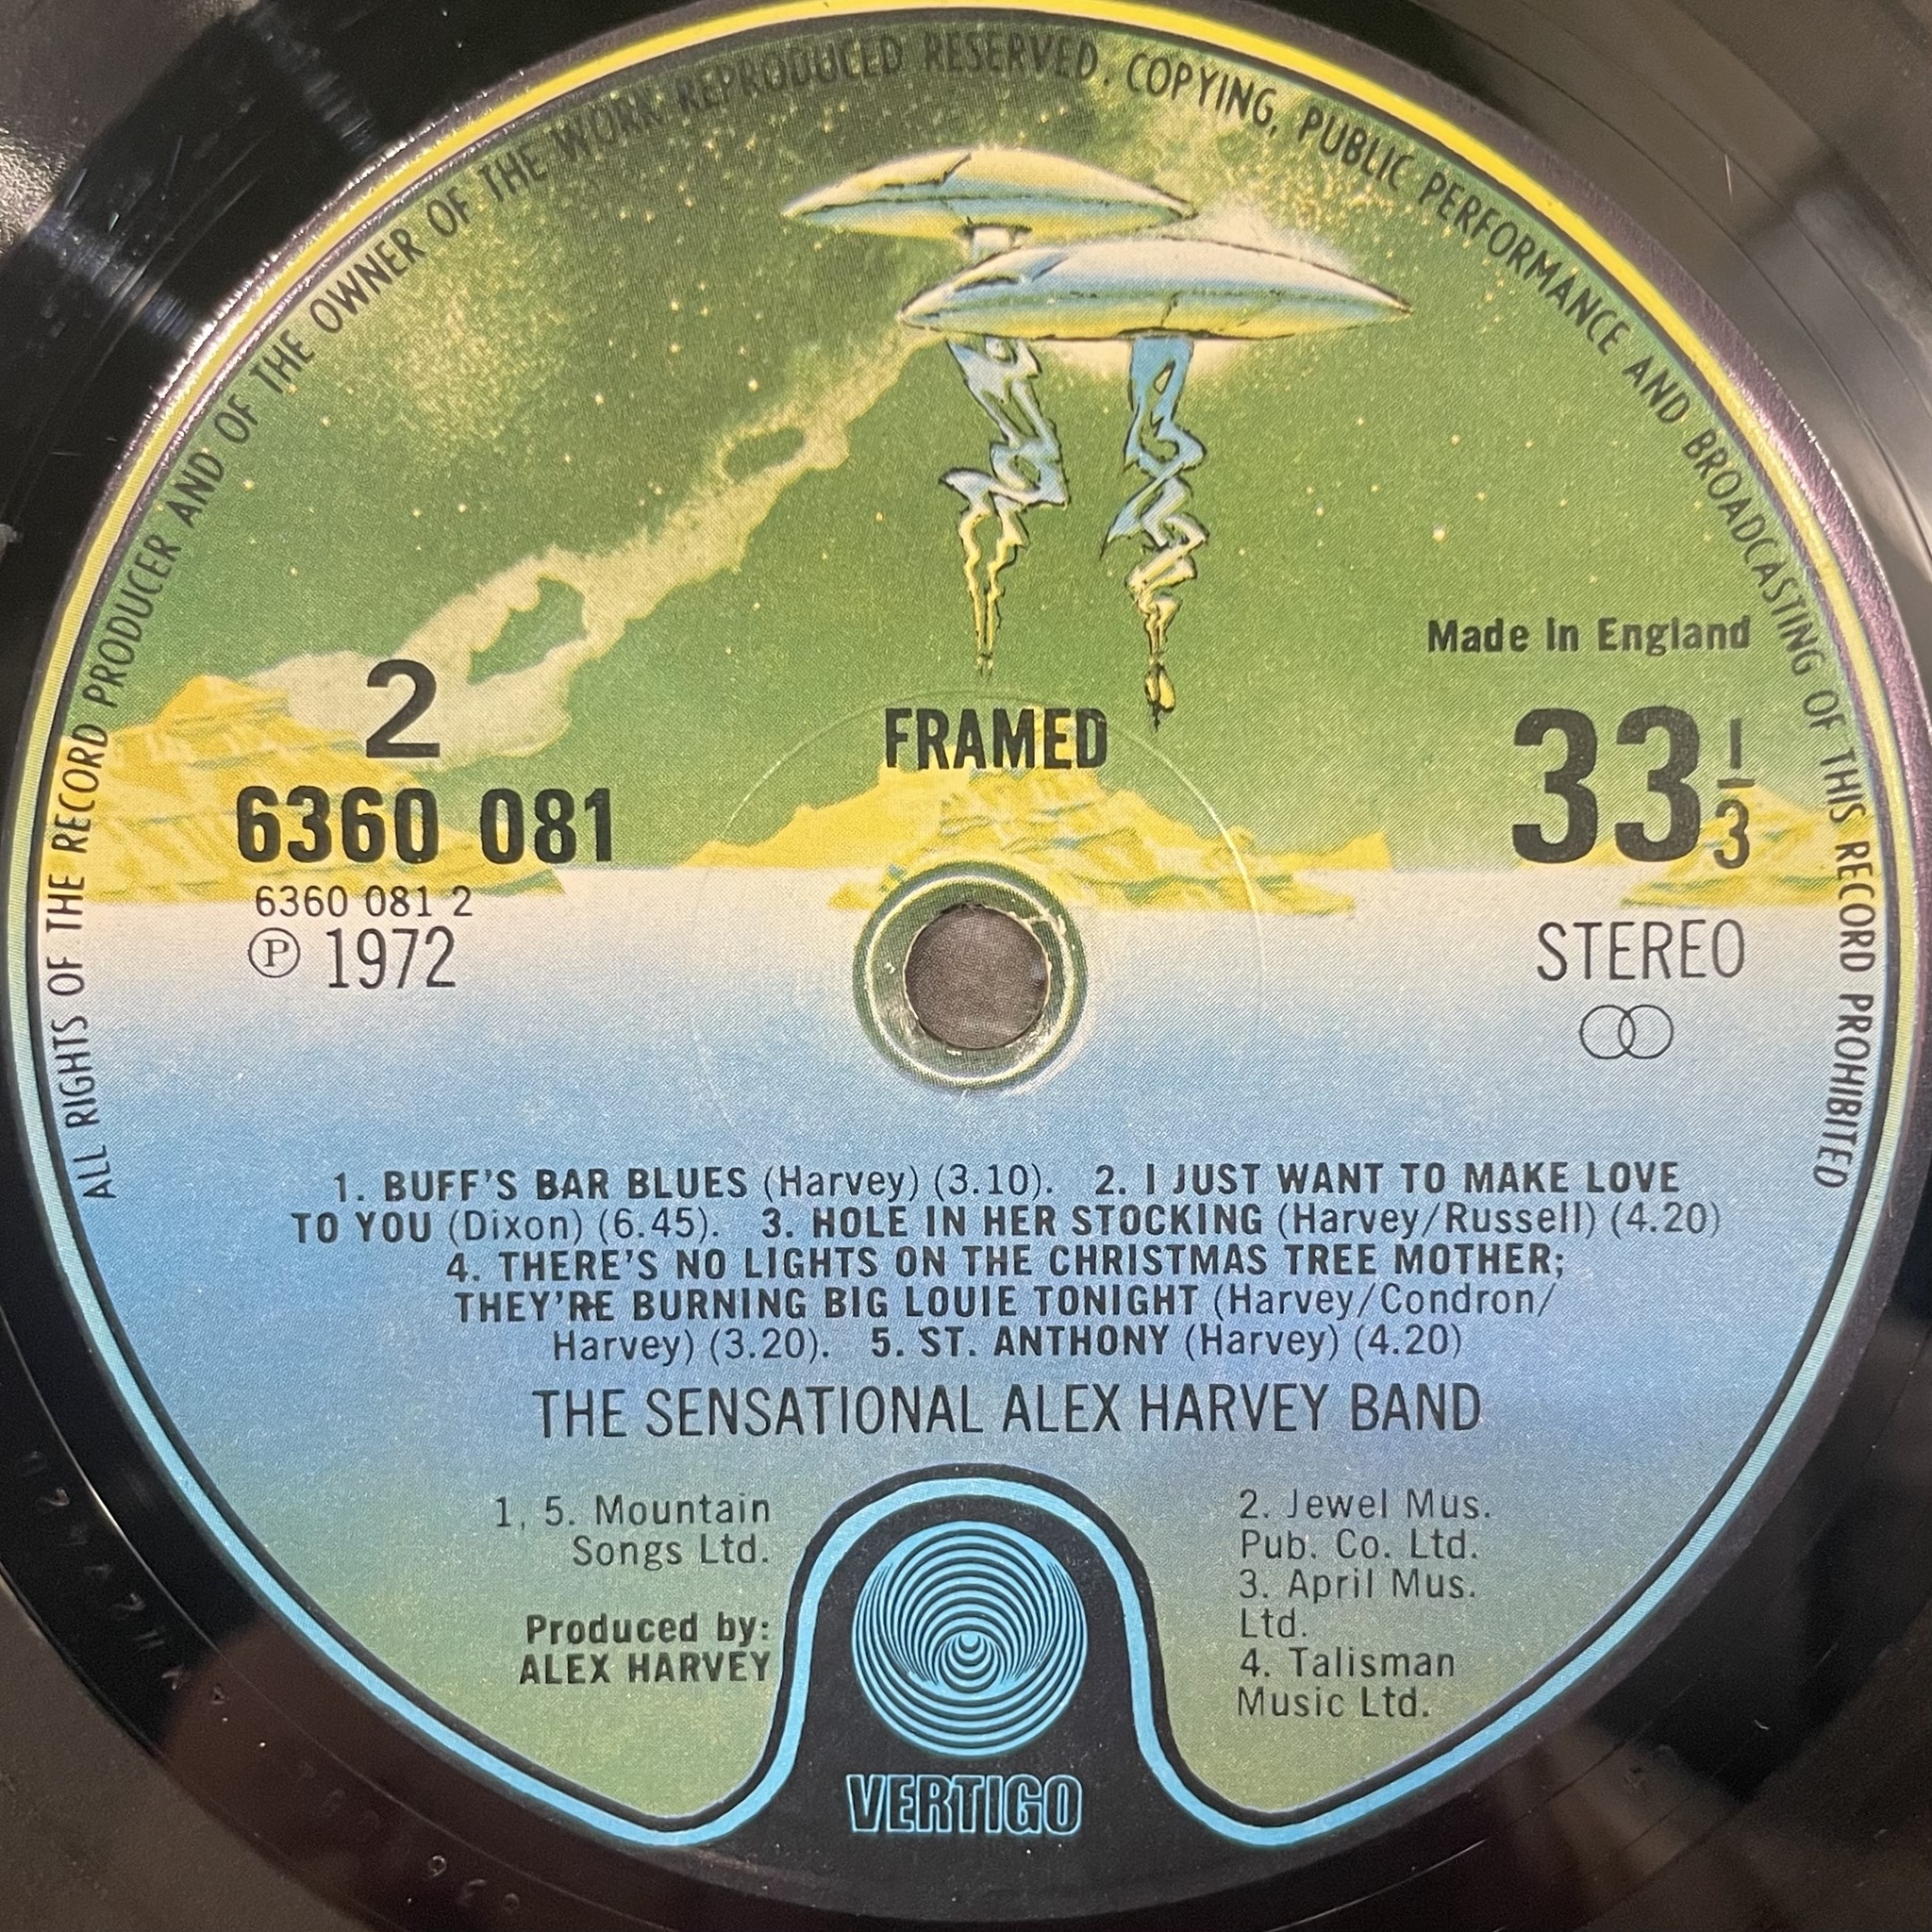 ALL RIGHTS OF THE RECORD PRODUCER AND OF THE OWNER OF THE WORK REPRODUCED RESERVED. COPYING, PUBLIC PERFORMANCE AND BROADCASTING OF THIS RECORD PROHIBITED
Made in England
2
FRAMED
33 1/3
6360 081
6360 081 2
Ⓟ 1972
STEREO
1. BUFF'S BAR BLUES (Harvey) (3.10). 2. I JUST WANT TO MAKE LOVE
TO YOU (Dixon) (6.45). 3. HOLE IN HER STOCKING (Harvey/Russell) (4.20)
4. THERE'S NO LIGHTS ON THE CHRISTMAS TREE MOTHER;
THEY'RE BURNING BIG LOUIE TONIGHT (Harvey/Condron/
Harvey) (3.20). 5. ST. ANTHONY (Harvey) (4.20)
THE SENSATIONAL ALEX HARVEY BAND
1, 5. Mountain
Songs Ltd.
Produced by:
ALEX HARVEY
2. Jewel Mus.
Pub. Co. Ltd.
3. April Mus.
Ltd.
4. Talisman
Music Ltd.
VERTIGO